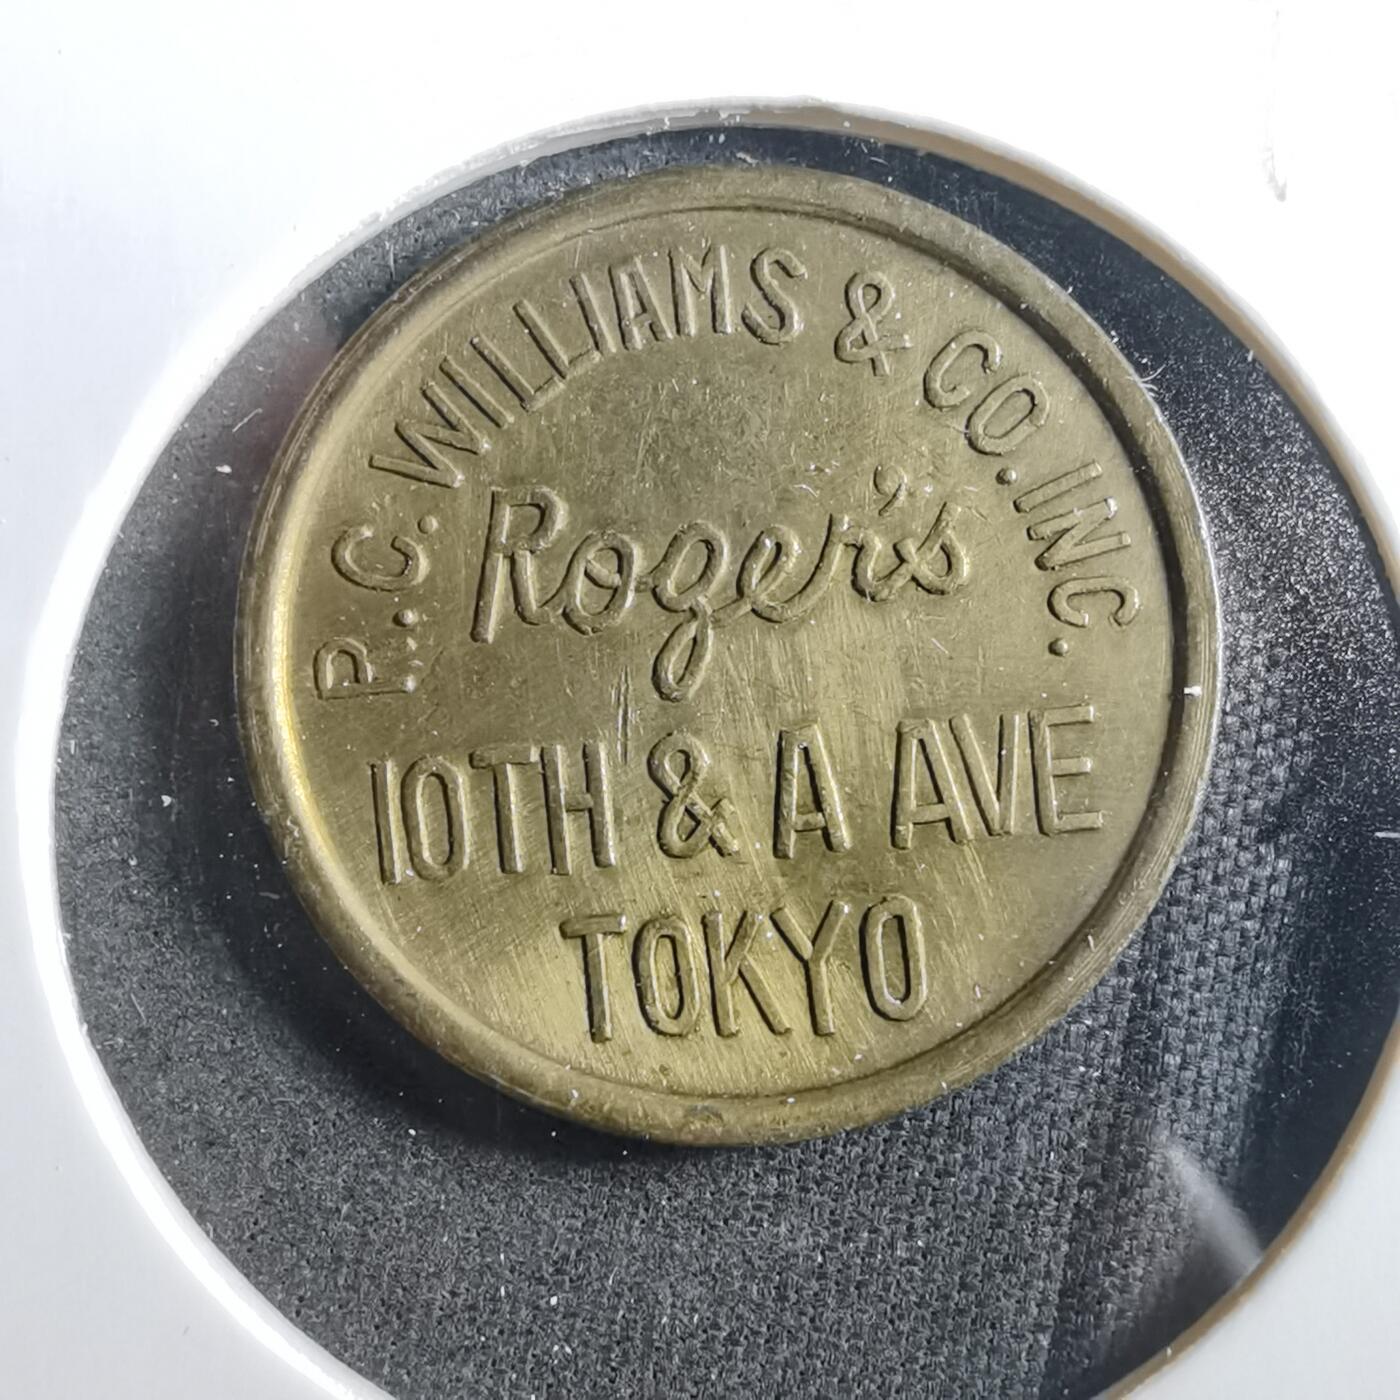 R.C. WILLIAMS & CO. INC.
Roger's
10TH & A AVE
TOKYO